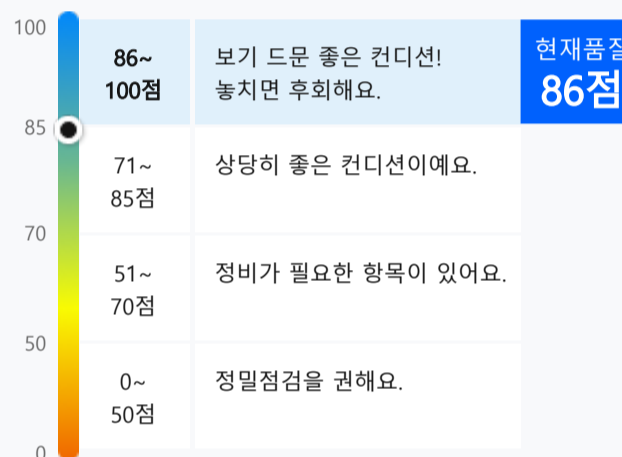 100
85
70
50
0
86~
100점
보기 드문 좋은 컨디션!
놓치면 후회해요.
현재품질
86점
71~
85점
상당히 좋은 컨디션이예요.
51~
70점
정비가 필요한 항목이 있어요.
0~
50점
정밀점검을 권해요.